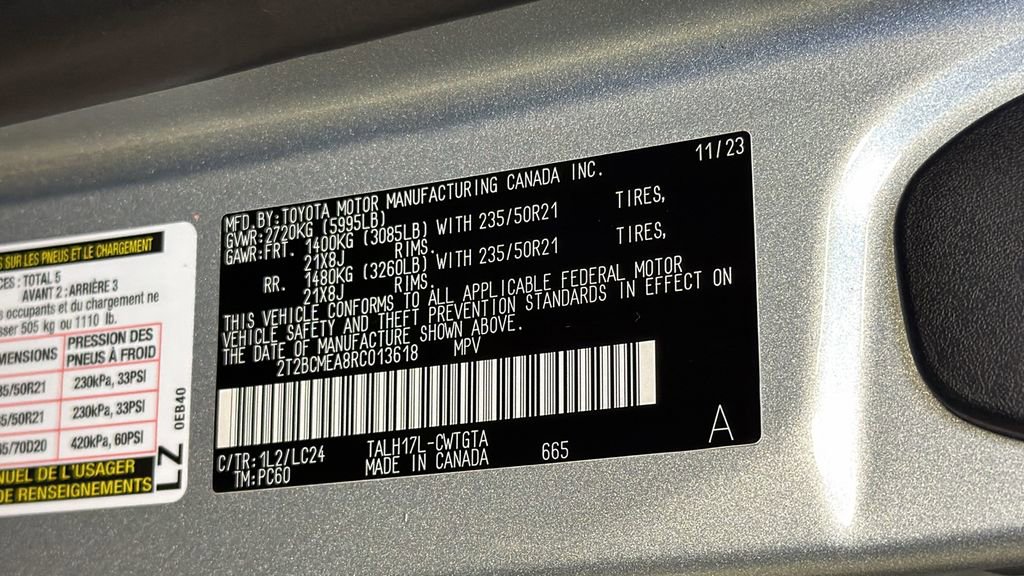 S SUR LES PNEUS ET LE CHARGEMENT
CES : TOTAL 5
AVANT 2 : ARRIÈRE 3
occupants et du chargement ne
sser 505 kg ou 1110 lb.
MENSIONS PRESSION DES PNEUS À FROID
35/50R21 230kPa, 33PSI
35/50R21 230kPa, 33PSI
5/70D20 420kPa, 60PSI
NUEL DE L'USAGER
DE RENSEIGNEMENTS
LZ 0EB40
11/23
MFD. BY: TOYOTA MOTOR MANUFACTURING CANADA INC.
GVWR: 2720KG (5995LB)
GAWR: FRT. 1400KG (3085LB) WITH 235/50R21 TIRES,
21X8J RIMS.
RR. 1480KG (3260LB) WITH 235/50R21 TIRES,
21X8J RIMS.
THIS VEHICLE CONFORMS TO ALL APPLICABLE FEDERAL MOTOR
VEHICLE SAFETY AND THEFT PREVENTION STANDARDS IN EFFECT ON
THE DATE OF MANUFACTURE SHOWN ABOVE.
2T2BCMEA8RC013618 MPV
C/TR: 1L2/LC24 TALH17L-CWTGTA 665 A
TM: PC60 MADE IN CANADA